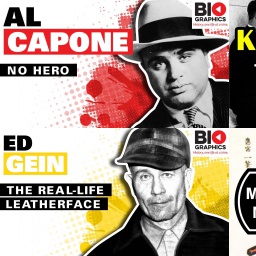 AL
CAPONE
NO HERO
BIO
GRAPHICS
ED
GEIN
THE REAL-LIFE
LEATHERFACE
BIO
GRAPHICS
K
M